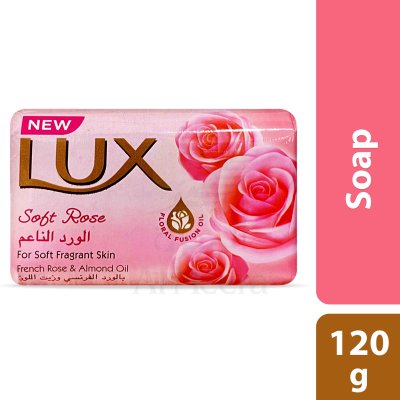 NEW
LUX
Soft Rose
الورد الناعم
For Soft Fragrant Skin
French Rose & Almond Oil
بالورد الفرنسي وزيت اللوز
FLORAL FUSION OIL
Soap
120
g